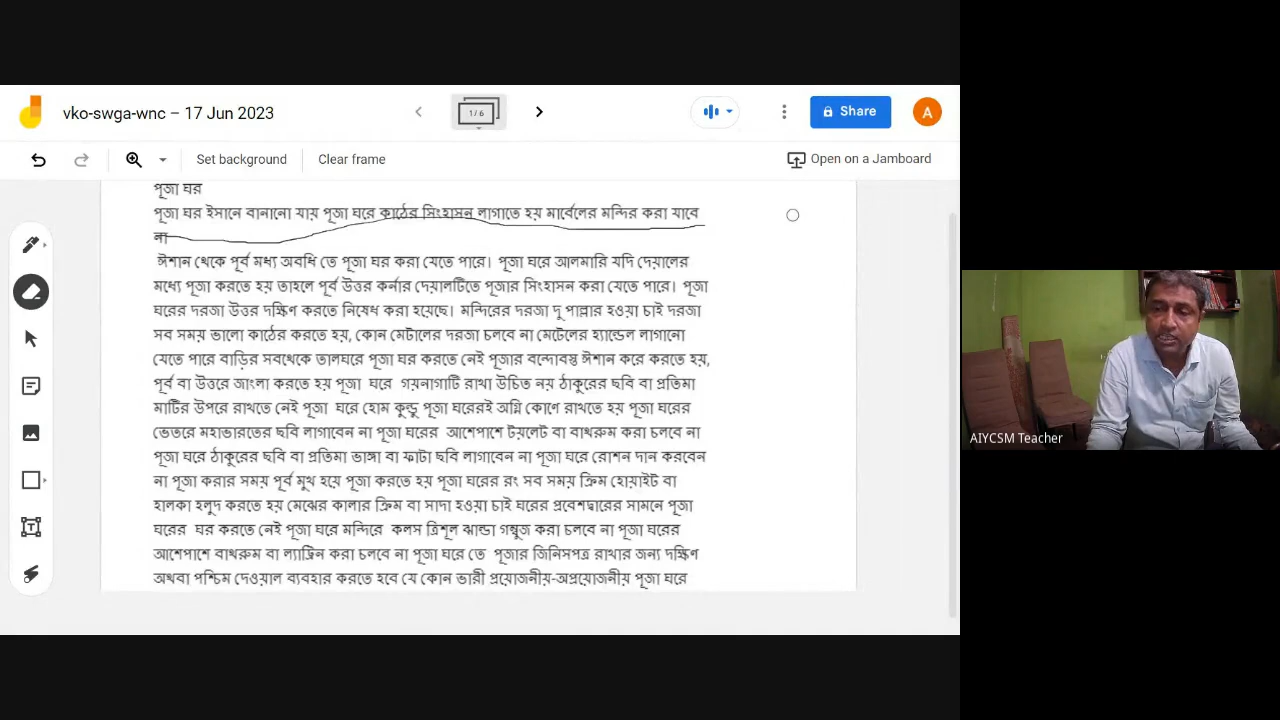 vko-swga-wnc – 17 Jun 2023
1 / 6
Share
A
Set background
Clear frame
Open on a Jamboard
পূজা ঘর
পূজা ঘর ইসানে বানানো যায় পূজা ঘরে কাঠের সিংহাসন লাগাতে হয় মার্বেলের মন্দির করা যাবে
না
ঈশান থেকে পূর্ব মধ্য অবধি তে পূজা ঘর করা যেতে পারে। পূজা ঘরে আলমারি যদি দেয়ালের
মধ্যে পূজা করতে হয় তাহলে পূর্ব উত্তর কর্নার দেয়ালটিতে পূজার সিংহাসন করা যেতে পারে। পূজা
ঘরের দরজা উত্তর দক্ষিণ করতে নিষেধ করা হয়েছে। মন্দিরের দরজা দু পাল্লার হওয়া চাই দরজা
সব সময় ভালো কাঠের করতে হয়, কোন মেটালের দরজা চলবে না মেটেলের হ্যান্ডেল লাগানো
যেতে পারে বাড়ির সবথেকে তালঘরে পূজা ঘর করতে নেই পূজার বন্দোবস্ত ঈশান করে করতে হয়,
পূর্ব বা উত্তরে জাংলা করতে হয় পূজা ঘরে গয়নাগাটি রাখা উচিত নয় ঠাকুরের ছবি বা প্রতিমা
মাটির উপরে রাখতে নেই পূজা ঘরে হোম কুন্ডু পূজা ঘরেরই অগ্নি কোণে রাখতে হয় পূজা ঘরের
ভেতরে মহাভারতের ছবি লাগাবেন না পূজা ঘরের আশেপাশে টয়লেট বা বাথরুম করা চলবে না
পূজা ঘরে ঠাকুরের ছবি বা প্রতিমা ভাঙ্গা বা ফাটা ছবি লাগাবেন না পূজা ঘরে রোশন দান করবেন
না পূজা করার সময় পূর্ব মুখ হয়ে পূজা করতে হয় পূজা ঘরের রং সব সময় ক্রিম হোয়াইট বা
হালকা হলুদ করতে হয় মেঝের কালার ক্রিম বা সাদা হওয়া চাই ঘরের প্রবেশদ্বারের সামনে পূজা
ঘরের ঘর করতে নেই পূজা ঘরে মন্দিরে কলস ত্রিশূল ঝান্ডা গম্বুজ করা চলবে না পূজা ঘরের
আশেপাশে বাথরুম বা ল্যাট্রিন করা চলবে না পূজা ঘরে তে পূজার জিনিসপত্র রাখার জন্য দক্ষিণ
অথবা পশ্চিম দেওয়াল ব্যবহার করতে হবে যে কোন ভারী প্রয়োজনীয়-অপ্রয়োজনীয় পূজা ঘরে
AIYCSM Teacher